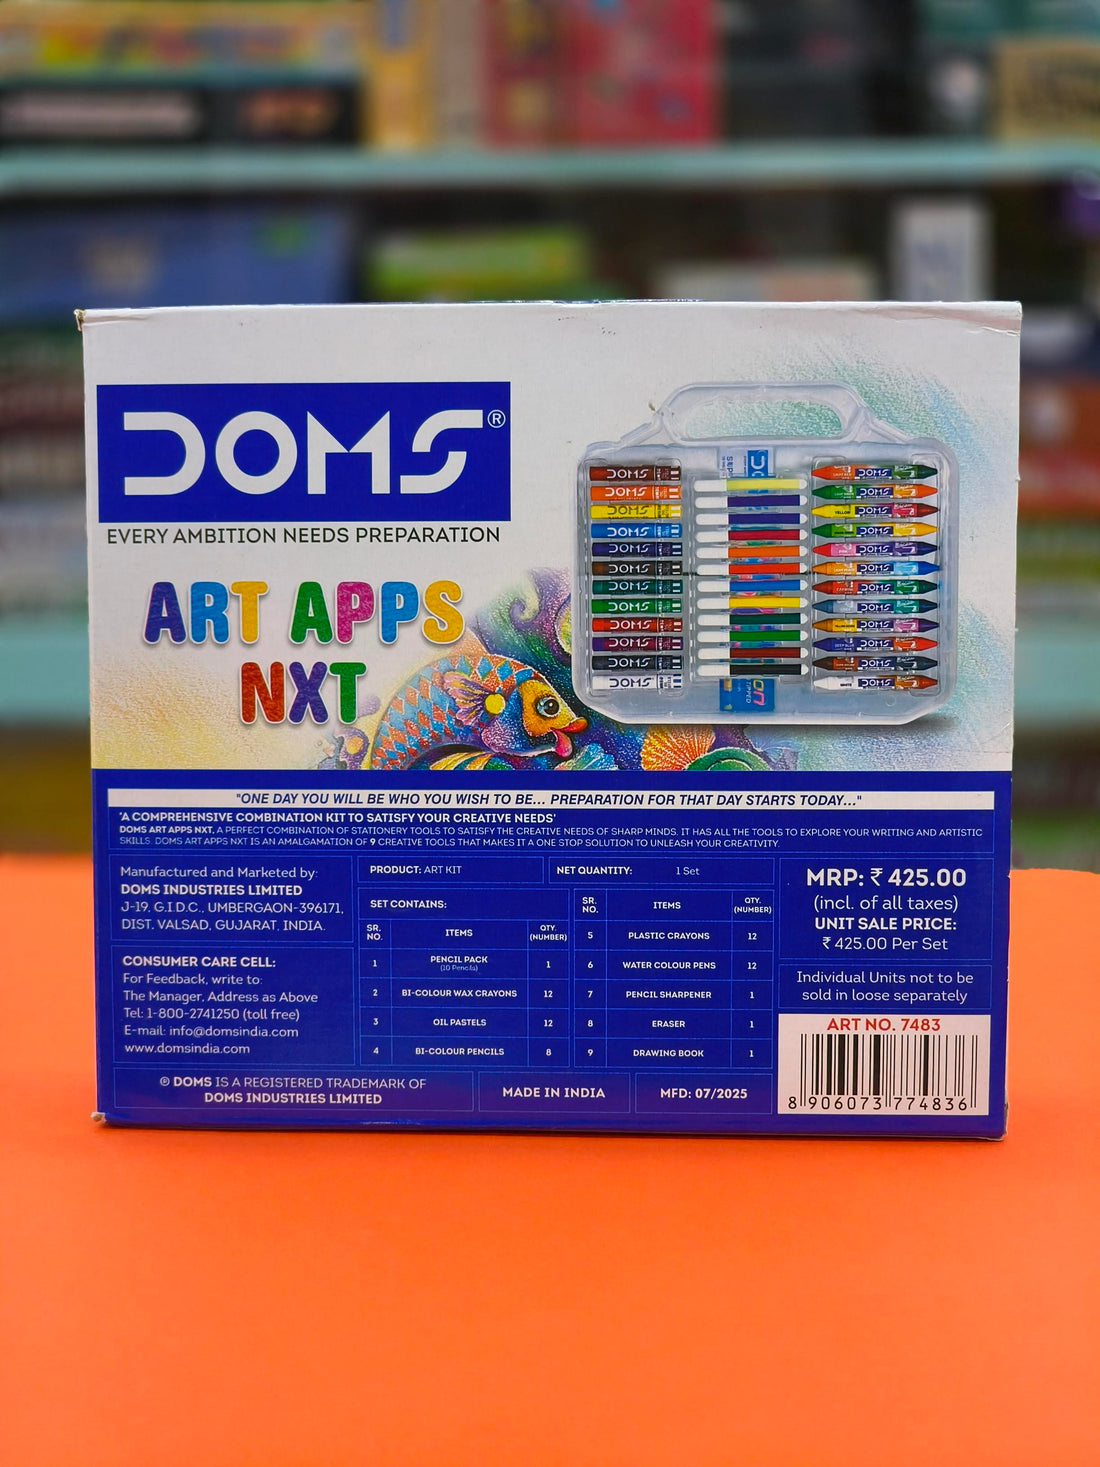 DOMS®
EVERY AMBITION NEEDS PREPARATION
ART APPS
NXT
"ONE DAY YOU WILL BE WHO YOU WISH TO BE... PREPARATION FOR THAT DAY STARTS TODAY..."
'A COMPREHENSIVE COMBINATION KIT TO SATISFY YOUR CREATIVE NEEDS'
DOMS ART APPS NXT, A PERFECT COMBINATION OF STATIONERY TOOLS TO SATISFY THE CREATIVE NEEDS OF SHARP MINDS. IT HAS ALL THE TOOLS TO EXPLORE YOUR WRITING AND ARTISTIC
SKILLS. DOMS ART APPS NXT IS AN AMALGAMATION OF 9 CREATIVE TOOLS THAT MAKES IT A ONE STOP SOLUTION TO UNLEASH YOUR CREATIVITY.
Manufactured and Marketed by:
DOMS INDUSTRIES LIMITED
J-19, G.I.D.C., UMBERGAON-396171,
DIST. VALSAD, GUJARAT, INDIA.
CONSUMER CARE CELL:
For Feedback, write to:
The Manager, Address as Above
Tel: 1-800-2741250 (toll free)
E-mail: info@domsindia.com
www.domsindia.com
PRODUCT: ART KIT
NET QUANTITY: 1 Set
SET CONTAINS:
SR. NO. ITEMS QTY. (NUMBER)
1 PENCIL PACK (10 Pencils) 1
2 BI-COLOUR WAX CRAYONS 12
3 OIL PASTELS 12
4 BI-COLOUR PENCILS 8
SR. NO. ITEMS QTY. (NUMBER)
5 PLASTIC CRAYONS 12
6 WATER COLOUR PENS 12
7 PENCIL SHARPENER 1
8 ERASER 1
9 DRAWING BOOK 1
MRP: ₹ 425.00
(incl. of all taxes)
UNIT SALE PRICE:
₹ 425.00 Per Set
Individual Units not to be
sold in loose separately
ART NO. 7483
8 906073 774836
® DOMS IS A REGISTERED TRADEMARK OF
DOMS INDUSTRIES LIMITED
MADE IN INDIA
MFD: 07/2025